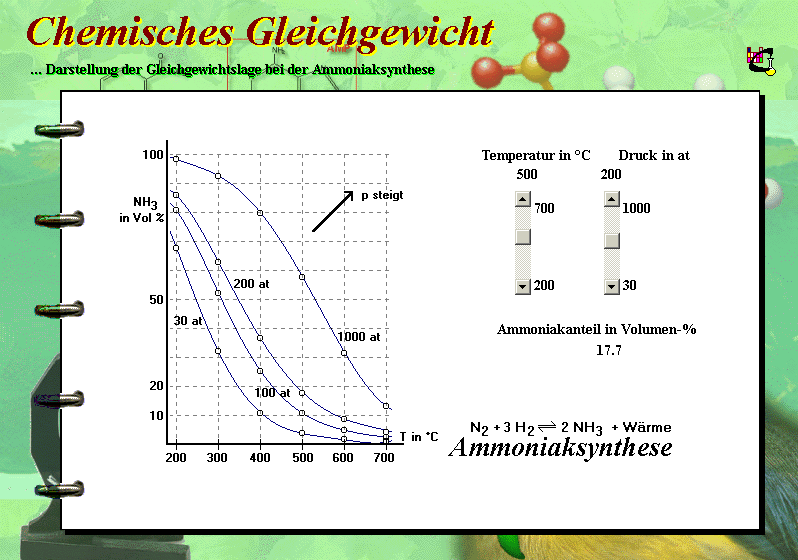 Chemisches Gleichgewicht
... Darstellung der Gleichgewichtslage bei der Ammoniaksynthese
100
NH3
in Vol %
50
20
10
p steigt
200 at
30 at
1000 at
100 at
T in °C
200 300 400 500 600 700
Temperatur in °C Druck in at
500 200
700 1000
200 30
Ammoniakanteil in Volumen-%
17.7
N2 + 3 H2 ⇌ 2 NH3 + Wärme
Ammoniaksynthese